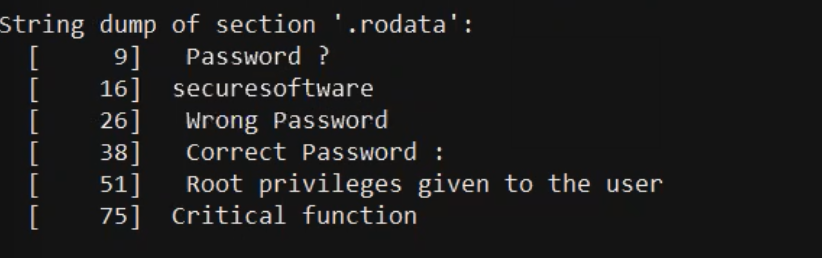 String dump of section '.rodata':
[ 9] Password ?
[ 16] securesoftware
[ 26] Wrong Password
[ 38] Correct Password :
[ 51] Root privileges given to the user
[ 75] Critical function